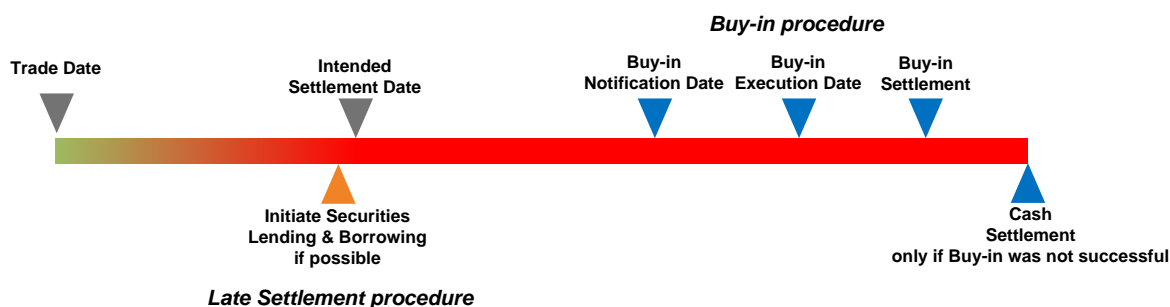 Buy-in procedure
Trade Date
Intended
Settlement Date
Buy-in
Notification Date
Buy-in
Execution Date
Buy-in
Settlement
Initiate Securities
Lending & Borrowing
if possible
Cash
Settlement
only if Buy-in was not successful
Late Settlement procedure